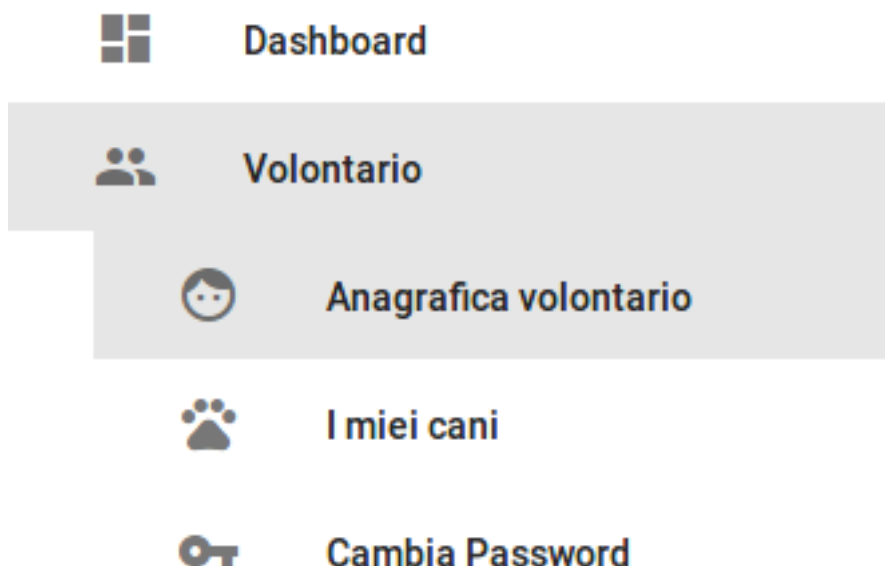 Dashboard
Volontario
Anagrafica volontario
I miei cani
Cambia Password